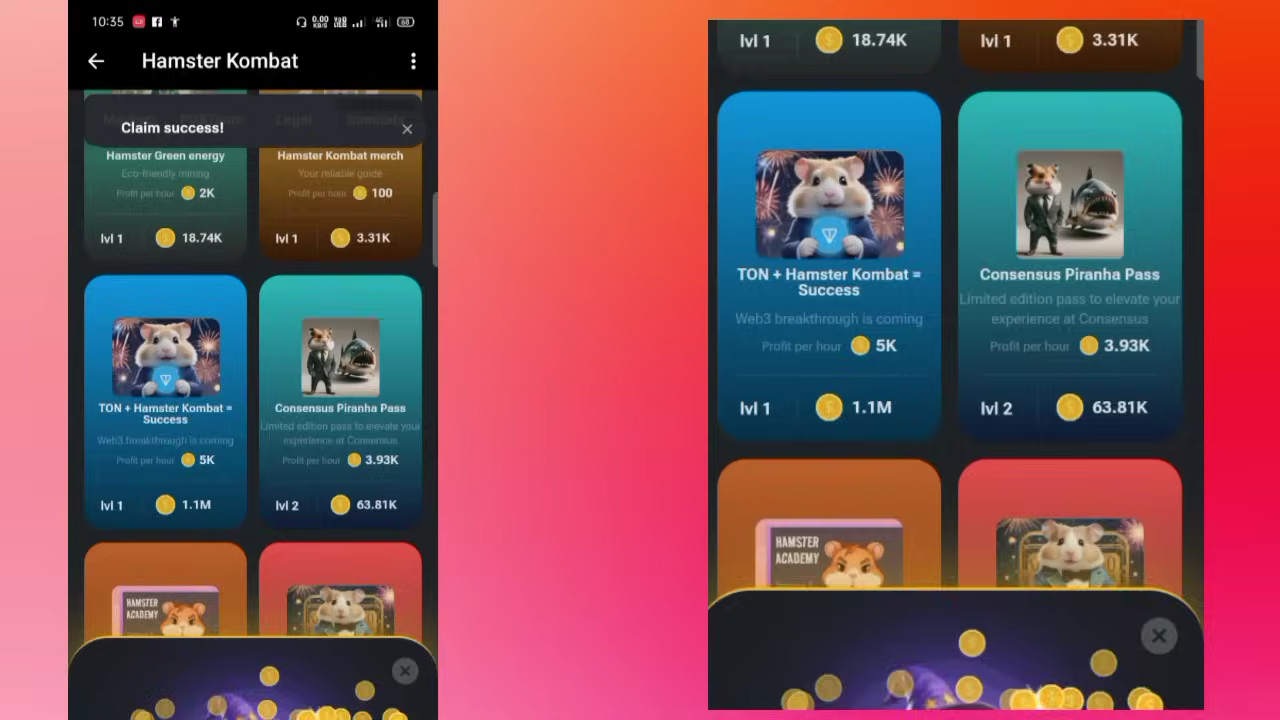 10:35
0.00 KB/S
4G
68
Hamster Kombat
Claim success!
Hamster Green energy
Eco-friendly mining
Profit per hour 2K
lvl 1 18.74K
Hamster Kombat merch
Your reliable guide
Profit per hour 100
lvl 1 3.31K
TON + Hamster Kombat =
Success
Web3 breakthrough is coming
Profit per hour 5K
lvl 1 1.1M
Consensus Piranha Pass
Limited edition pass to elevate your
experience at Consensus
Profit per hour 3.93K
lvl 2 63.81K
HAMSTER
ACADEMY
lvl 1 18.74K
lvl 1 3.31K
TON + Hamster Kombat =
Success
Web3 breakthrough is coming
Profit per hour 5K
lvl 1 1.1M
Consensus Piranha Pass
Limited edition pass to elevate your
experience at Consensus
Profit per hour 3.93K
lvl 2 63.81K
HAMSTER
ACADEMY